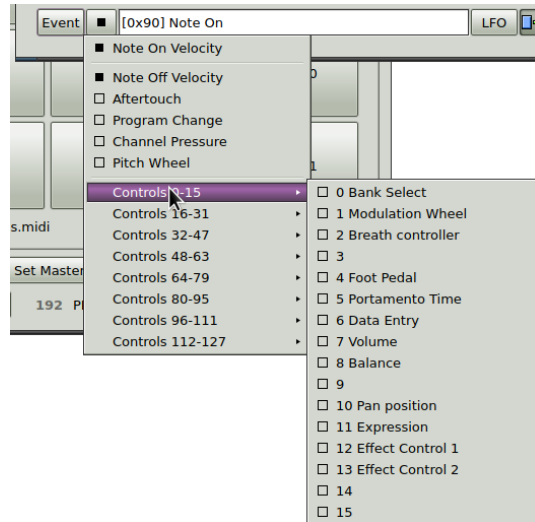 Event
[0x90] Note On
LFO
Note On Velocity
Note Off Velocity
Aftertouch
Program Change
Channel Pressure
Pitch Wheel
0
1
s.midi
Set Master
192
Controls 0-15
Controls 16-31
Controls 32-47
Controls 48-63
Controls 64-79
Controls 80-95
Controls 96-111
Controls 112-127
0 Bank Select
1 Modulation Wheel
2 Breath controller
3
4 Foot Pedal
5 Portamento Time
6 Data Entry
7 Volume
8 Balance
9
10 Pan position
11 Expression
12 Effect Control 1
13 Effect Control 2
14
15